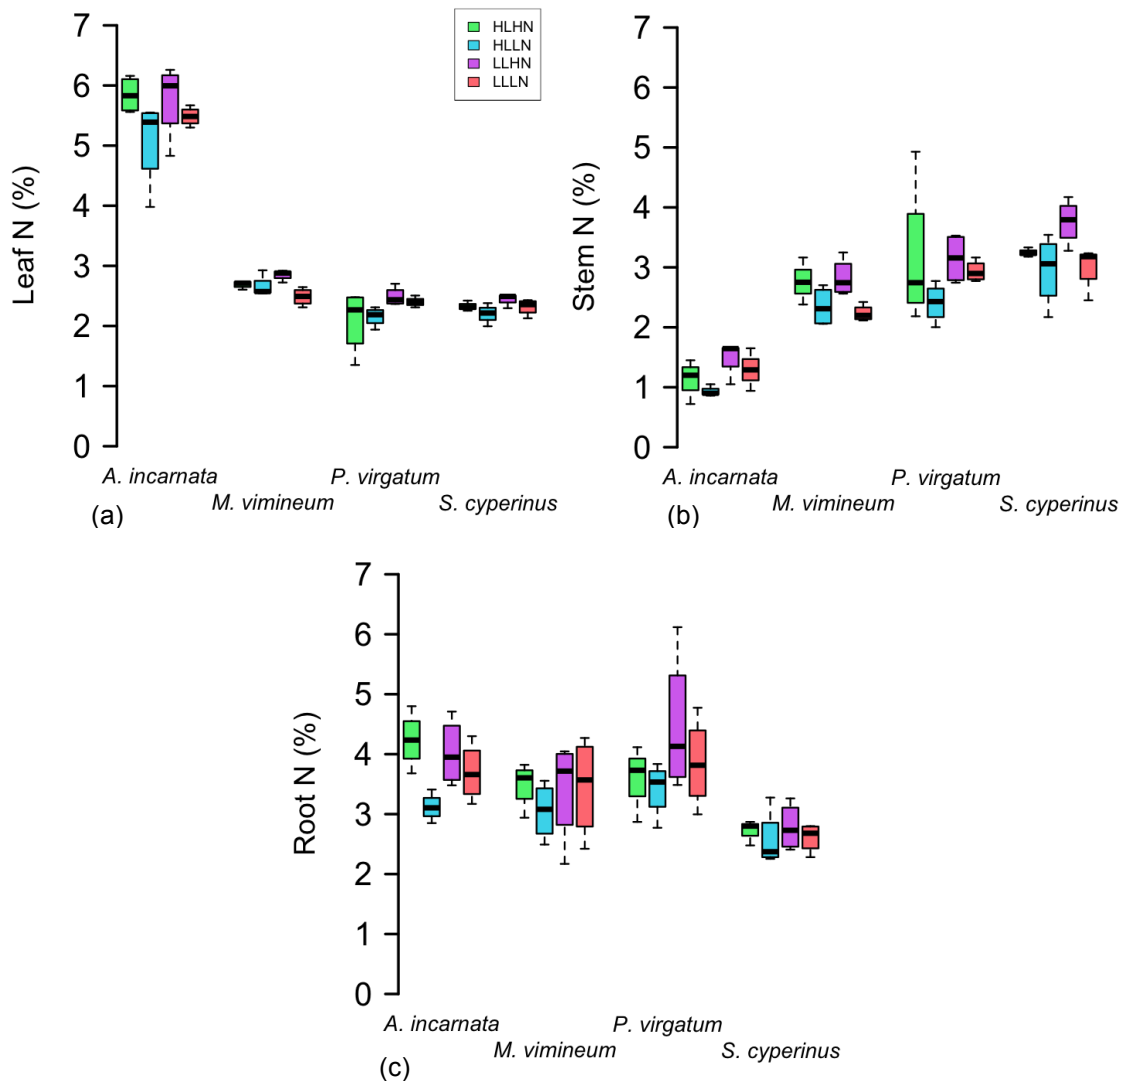 7
6
5
4
3
2
1
0
Leaf N (%)
HLHN
HLLN
LLHN
LLLN
A. incarnata
M. vimineum
P. virgatum
S. cyperinus
(a)
7
6
5
4
3
2
1
0
Stem N (%)
A. incarnata
M. vimineum
P. virgatum
S. cyperinus
(b)
7
6
5
4
3
2
1
0
Root N (%)
A. incarnata
M. vimineum
P. virgatum
S. cyperinus
(c)